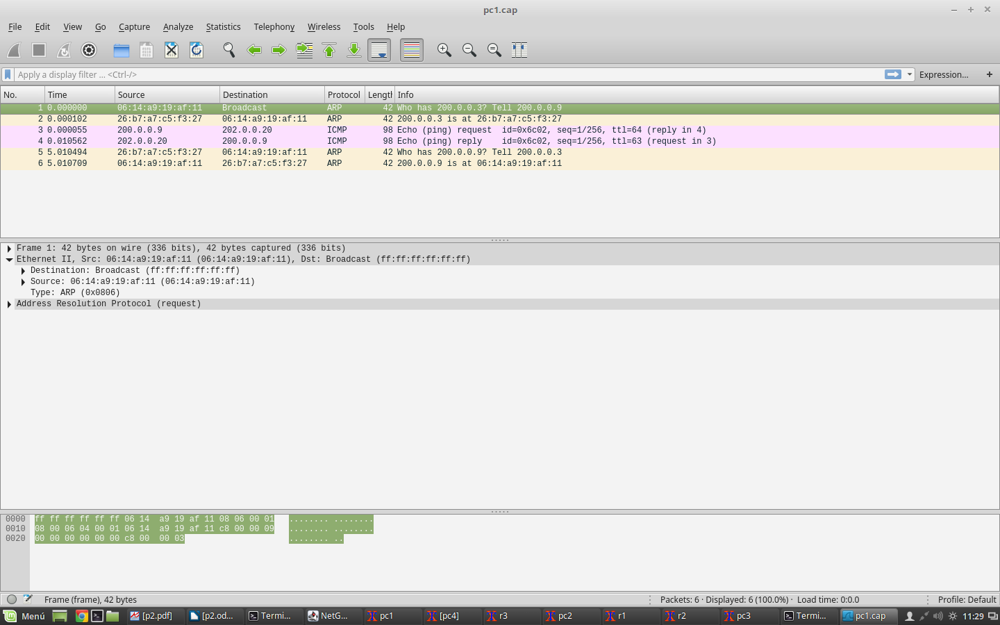 pc1.cap
File Edit View Go Capture Analyze Statistics Telephony Wireless Tools Help
Apply a display filter ... <Ctrl-/> Expression... +
No. Time Source Destination Protocol Length Info
1 0.000000 06:14:a9:19:af:11 Broadcast ARP 42 Who has 200.0.0.3? Tell 200.0.0.9
2 0.000102 26:b7:a7:c5:f3:27 06:14:a9:19:af:11 ARP 42 200.0.0.3 is at 26:b7:a7:c5:f3:27
3 0.000055 200.0.0.9 202.0.0.20 ICMP 98 Echo (ping) request id=0x6c02, seq=1/256, ttl=64 (reply in 4)
4 0.010562 202.0.0.20 200.0.0.9 ICMP 98 Echo (ping) reply id=0x6c02, seq=1/256, ttl=63 (request in 3)
5 5.010494 26:b7:a7:c5:f3:27 06:14:a9:19:af:11 ARP 42 Who has 200.0.0.9? Tell 200.0.0.3
6 5.010709 06:14:a9:19:af:11 26:b7:a7:c5:f3:27 ARP 42 200.0.0.9 is at 06:14:a9:19:af:11
Frame 1: 42 bytes on wire (336 bits), 42 bytes captured (336 bits)
Ethernet II, Src: 06:14:a9:19:af:11 (06:14:a9:19:af:11), Dst: Broadcast (ff:ff:ff:ff:ff:ff)
Destination: Broadcast (ff:ff:ff:ff:ff:ff)
Source: 06:14:a9:19:af:11 (06:14:a9:19:af:11)
Type: ARP (0x0806)
Address Resolution Protocol (request)
0000 ff ff ff ff ff ff 06 14 a9 19 af 11 08 06 00 01 ........ ........
0010 08 00 06 04 00 01 06 14 a9 19 af 11 c8 00 00 09 ........ ........
0020 00 00 00 00 00 00 c8 00 00 03 ........ ..
Frame (frame), 42 bytes Packets: 6 · Displayed: 6 (100.0%) · Load time: 0:0.0 Profile: Default
Menú [p2.pdf] [p2.od... Termi... NetG... pc1 [pc4] r3 pc2 r1 r2 pc3 Termi... pc1.cap 11:29